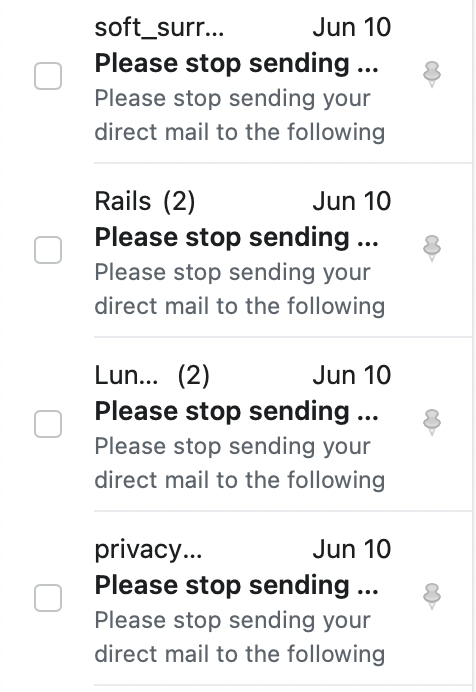 soft_surr... Jun 10
Please stop sending ...
Please stop sending your
direct mail to the following
Rails (2) Jun 10
Please stop sending ...
Please stop sending your
direct mail to the following
Lun... (2) Jun 10
Please stop sending ...
Please stop sending your
direct mail to the following
privacy... Jun 10
Please stop sending ...
Please stop sending your
direct mail to the following